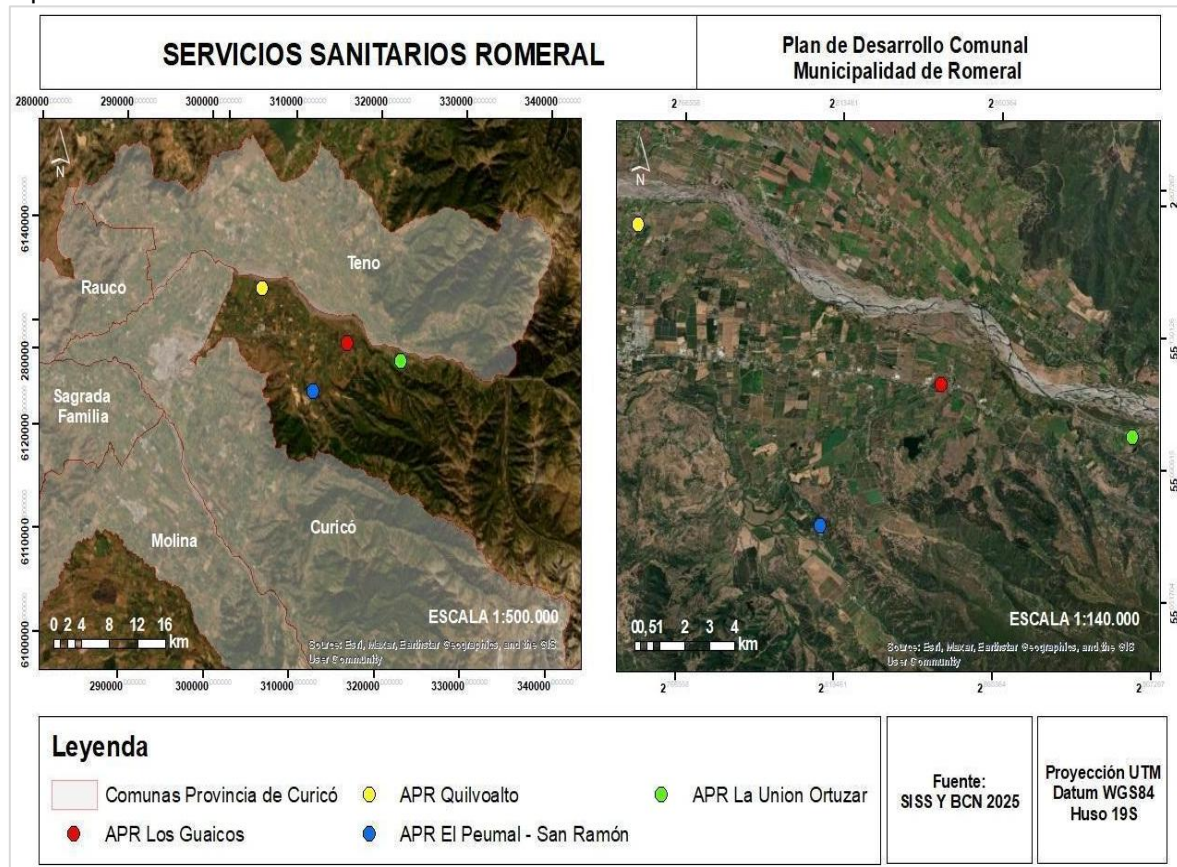 SERVICIOS SANITARIOS ROMERAL
Plan de Desarrollo Comunal
Municipalidad de Romeral
280000 290000 300000 310000 320000 330000 340000
N
6140000
2800000
6120000
6110000
6100000
Teno
Rauco
Sagrada
Familia
Molina
Curicó
ESCALA 1:500.000
0 2 4 8 12 16
km
Source: Esri, Maxar, Earthstar Geographics, and the GIS
User Community
290000 300000 310000 320000 330000 340000
N
ESCALA 1:140.000
0 0,5 1 2 3 4
km
Source: Esri, Maxar, Earthstar Geographics, and the GIS
User Community
Leyenda
Comunas Provincia de Curicó
APR Quilvoalto
APR La Union Ortuzar
APR Los Guaicos
APR El Peumal - San Ramón
Fuente:
SISS Y BCN 2025
Proyección UTM
Datum WGS84
Huso 19S